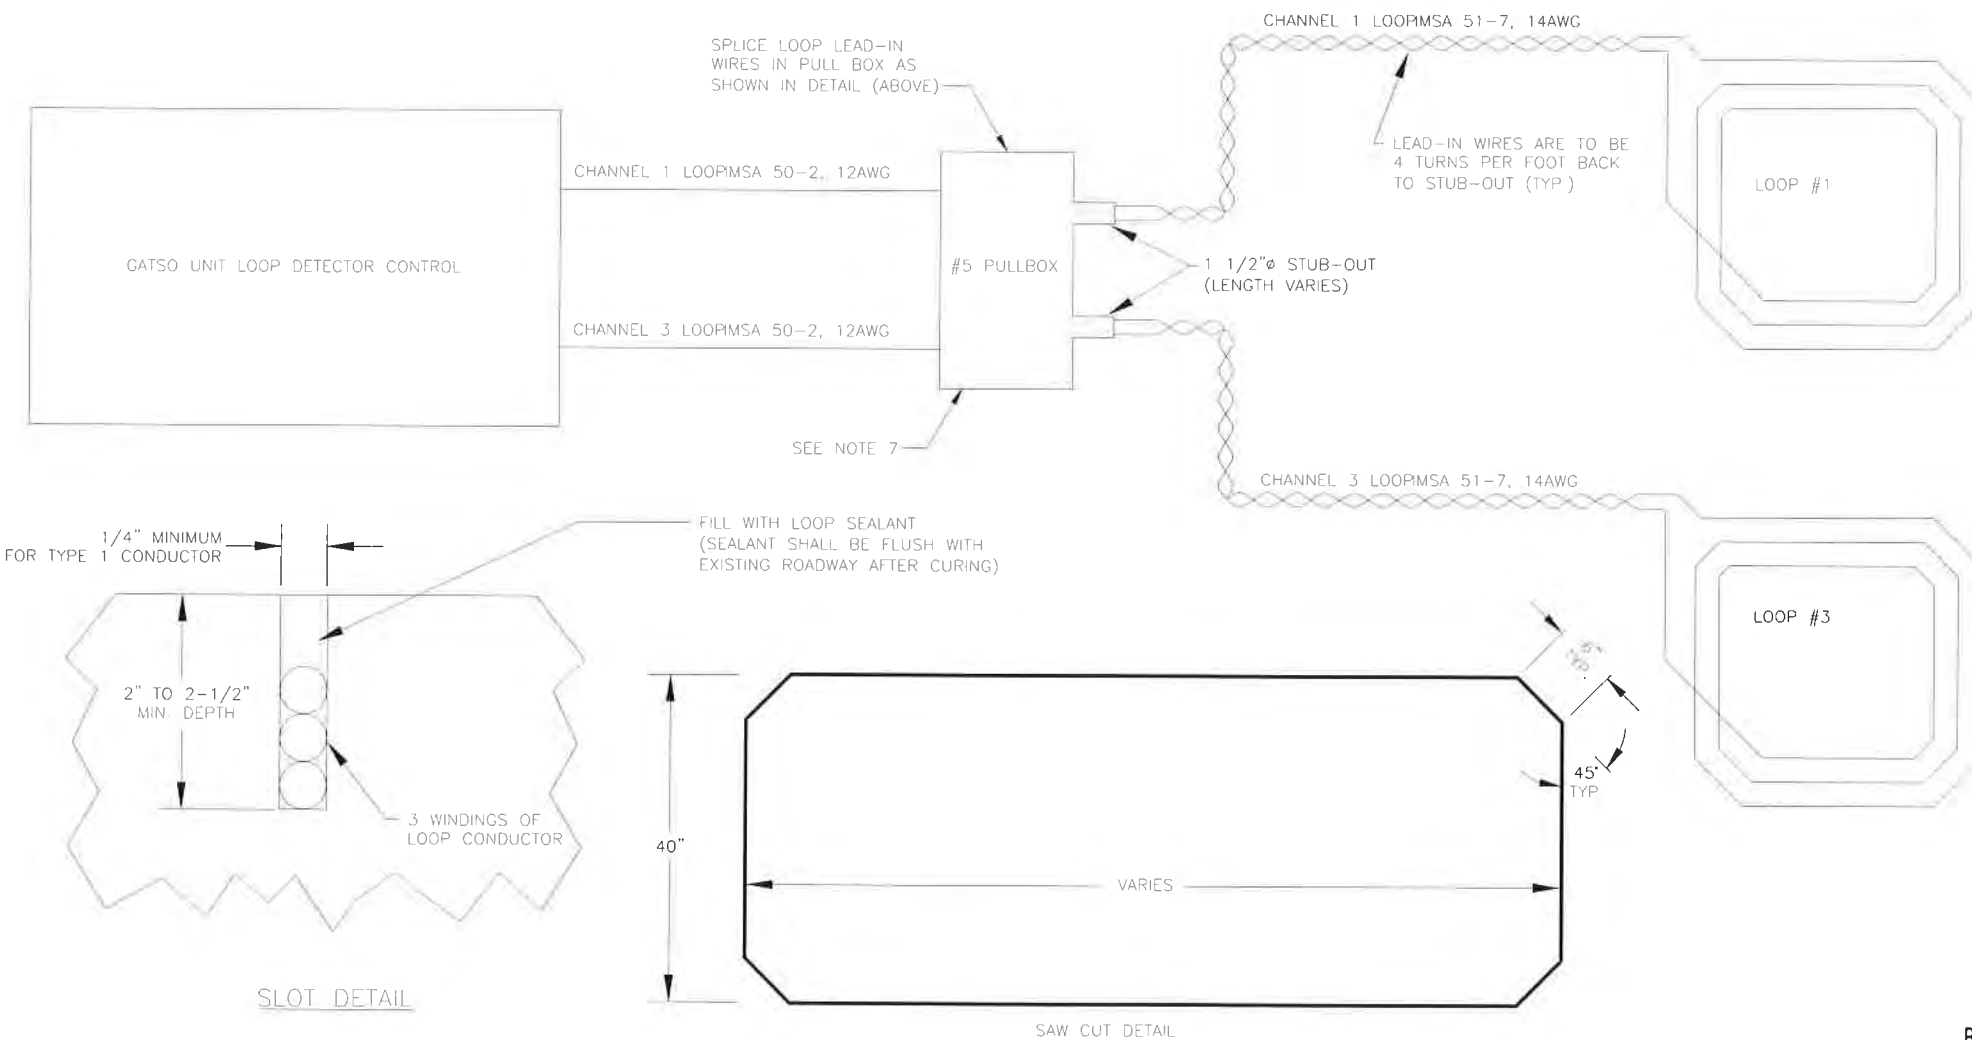 CHANNEL 1 LOOPIMSA 51-7, 14AWG
SPLICE LOOP LEAD-IN
WIRES IN PULL BOX AS
SHOWN IN DETAIL (ABOVE)
LEAD-IN WIRES ARE TO BE
4 TURNS PER FOOT BACK
TO STUB-OUT (TYP)
CHANNEL 1 LOOPIMSA 50-2, 12AWG
LOOP #1
GATSO UNIT LOOP DETECTOR CONTROL
#5 PULLBOX
1 1/2"ø STUB-OUT
(LENGTH VARIES)
CHANNEL 3 LOOPIMSA 50-2, 12AWG
SEE NOTE 7
CHANNEL 3 LOOPIMSA 51-7, 14AWG
1/4" MINIMUM
FOR TYPE 1 CONDUCTOR
FILL WITH LOOP SEALANT
(SEALANT SHALL BE FLUSH WITH
EXISTING ROADWAY AFTER CURING)
LOOP #3
6"
TYP.
2" TO 2-1/2"
MIN. DEPTH
45°
TYP
3 WINDINGS OF
LOOP CONDUCTOR
40"
VARIES
SLOT DETAIL
SAW CUT DETAIL